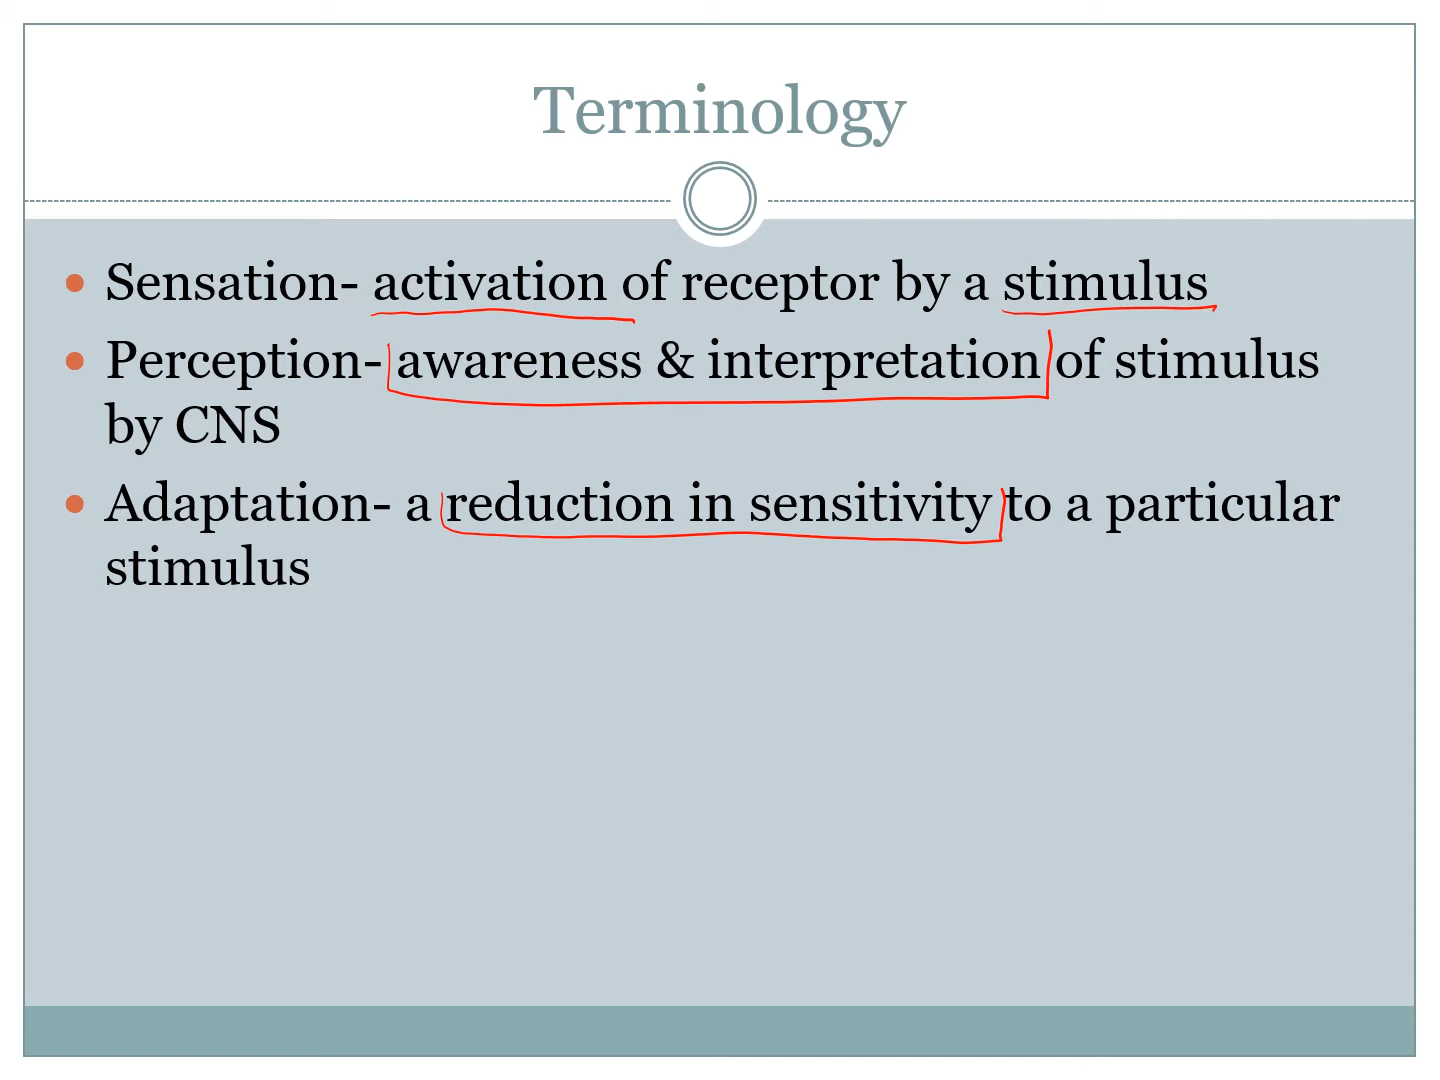 Terminology
• Sensation- activation of receptor by a stimulus
• Perception- awareness & interpretation of stimulus
by CNS
• Adaptation- a reduction in sensitivity to a particular
stimulus